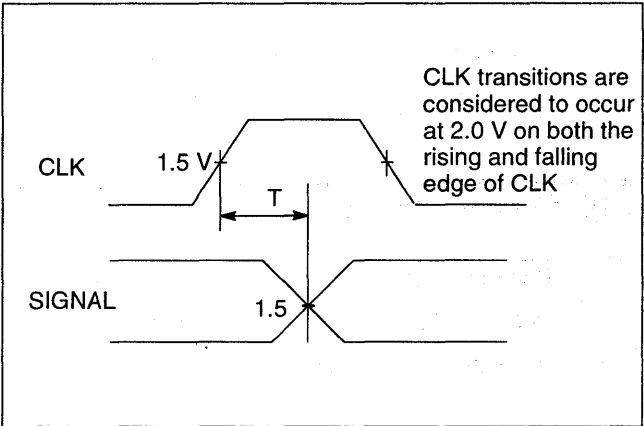 CLK transitions are
considered to occur
at 2.0 V on both the
rising and falling
edge of CLK
CLK
1.5 V
T
SIGNAL
1.5